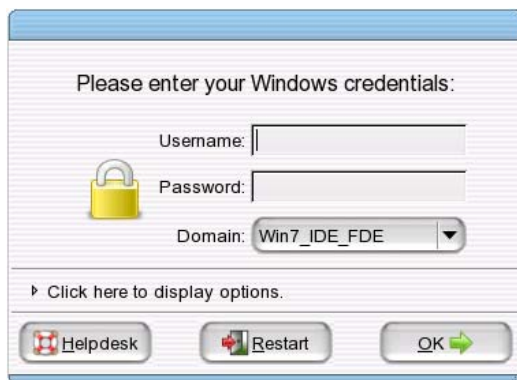 Please enter your Windows credentials:
Username:
Password:
Domain: Win7_IDE_FDE
Click here to display options.
Helpdesk Restart OK